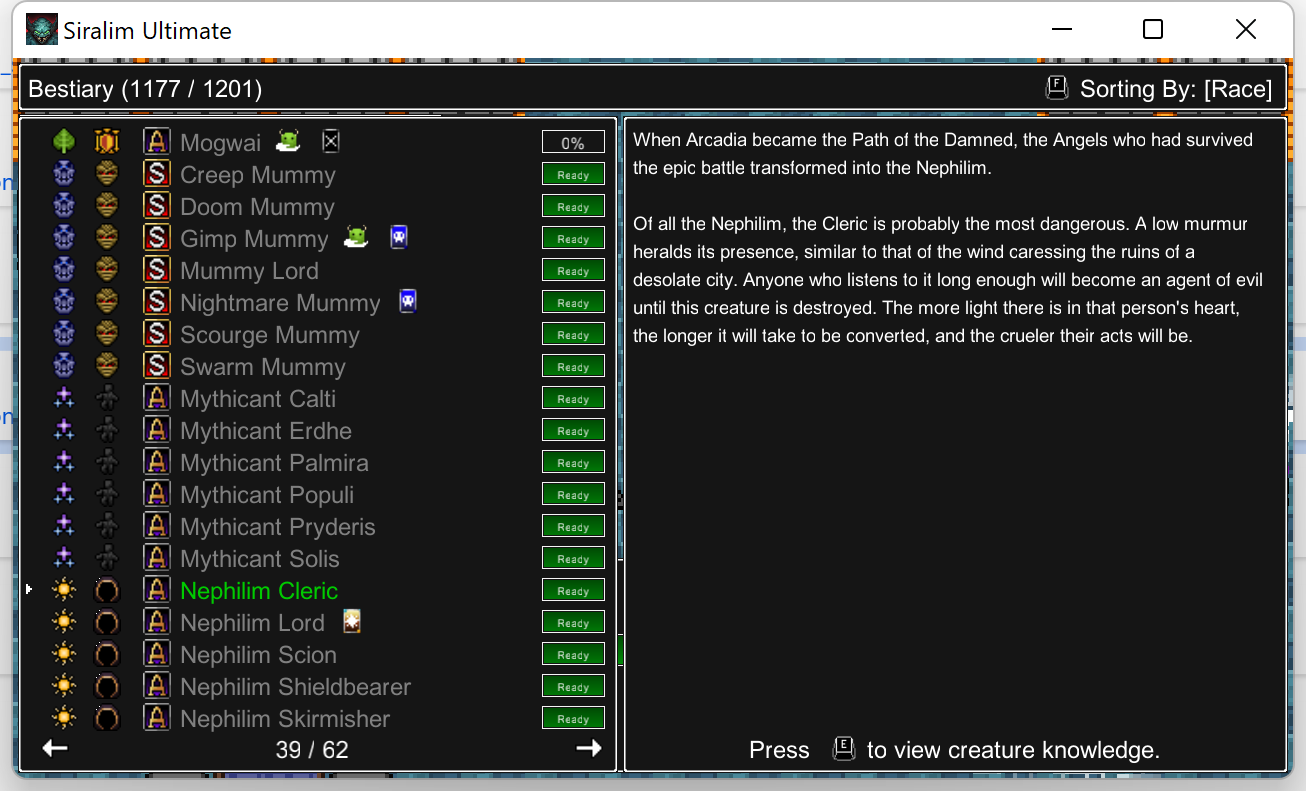 Siralim Ultimate
Bestiary (1177 / 1201)
F Sorting By: [Race]
A Mogwai 0%
S Creep Mummy Ready
S Doom Mummy Ready
S Gimp Mummy Ready
S Mummy Lord Ready
S Nightmare Mummy Ready
S Scourge Mummy Ready
S Swarm Mummy Ready
A Mythicant Calti Ready
A Mythicant Erdhe Ready
A Mythicant Palmira Ready
A Mythicant Populi Ready
A Mythicant Pryderis Ready
A Mythicant Solis Ready
A Nephilim Cleric Ready
A Nephilim Lord Ready
A Nephilim Scion Ready
A Nephilim Shieldbearer Ready
A Nephilim Skirmisher Ready
39 / 62
When Arcadia became the Path of the Damned, the Angels who had survived
the epic battle transformed into the Nephilim.
Of all the Nephilim, the Cleric is probably the most dangerous. A low murmur
heralds its presence, similar to that of the wind caressing the ruins of a
desolate city. Anyone who listens to it long enough will become an agent of evil
until this creature is destroyed. The more light there is in that person's heart,
the longer it will take to be converted, and the crueler their acts will be.
Press E to view creature knowledge.